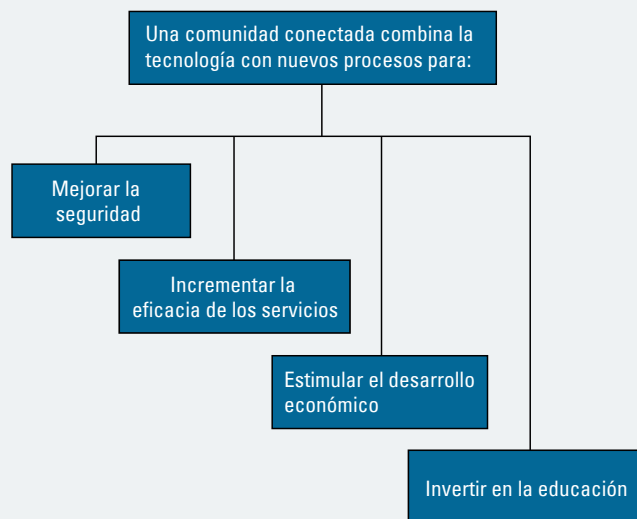 Una comunidad conectada combina la
tecnología con nuevos procesos para:
Mejorar la
seguridad
Incrementar la
eficacia de los servicios
Estimular el desarrollo
económico
Invertir en la educación